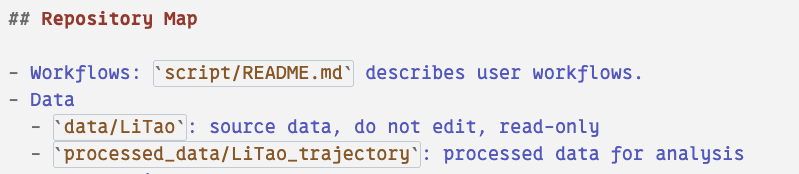 ## Repository Map
- Workflows: `script/README.md` describes user workflows.
- Data
- `data/LiTao`: source data, do not edit, read-only
- `processed_data/LiTao_trajectory`: processed data for analysis